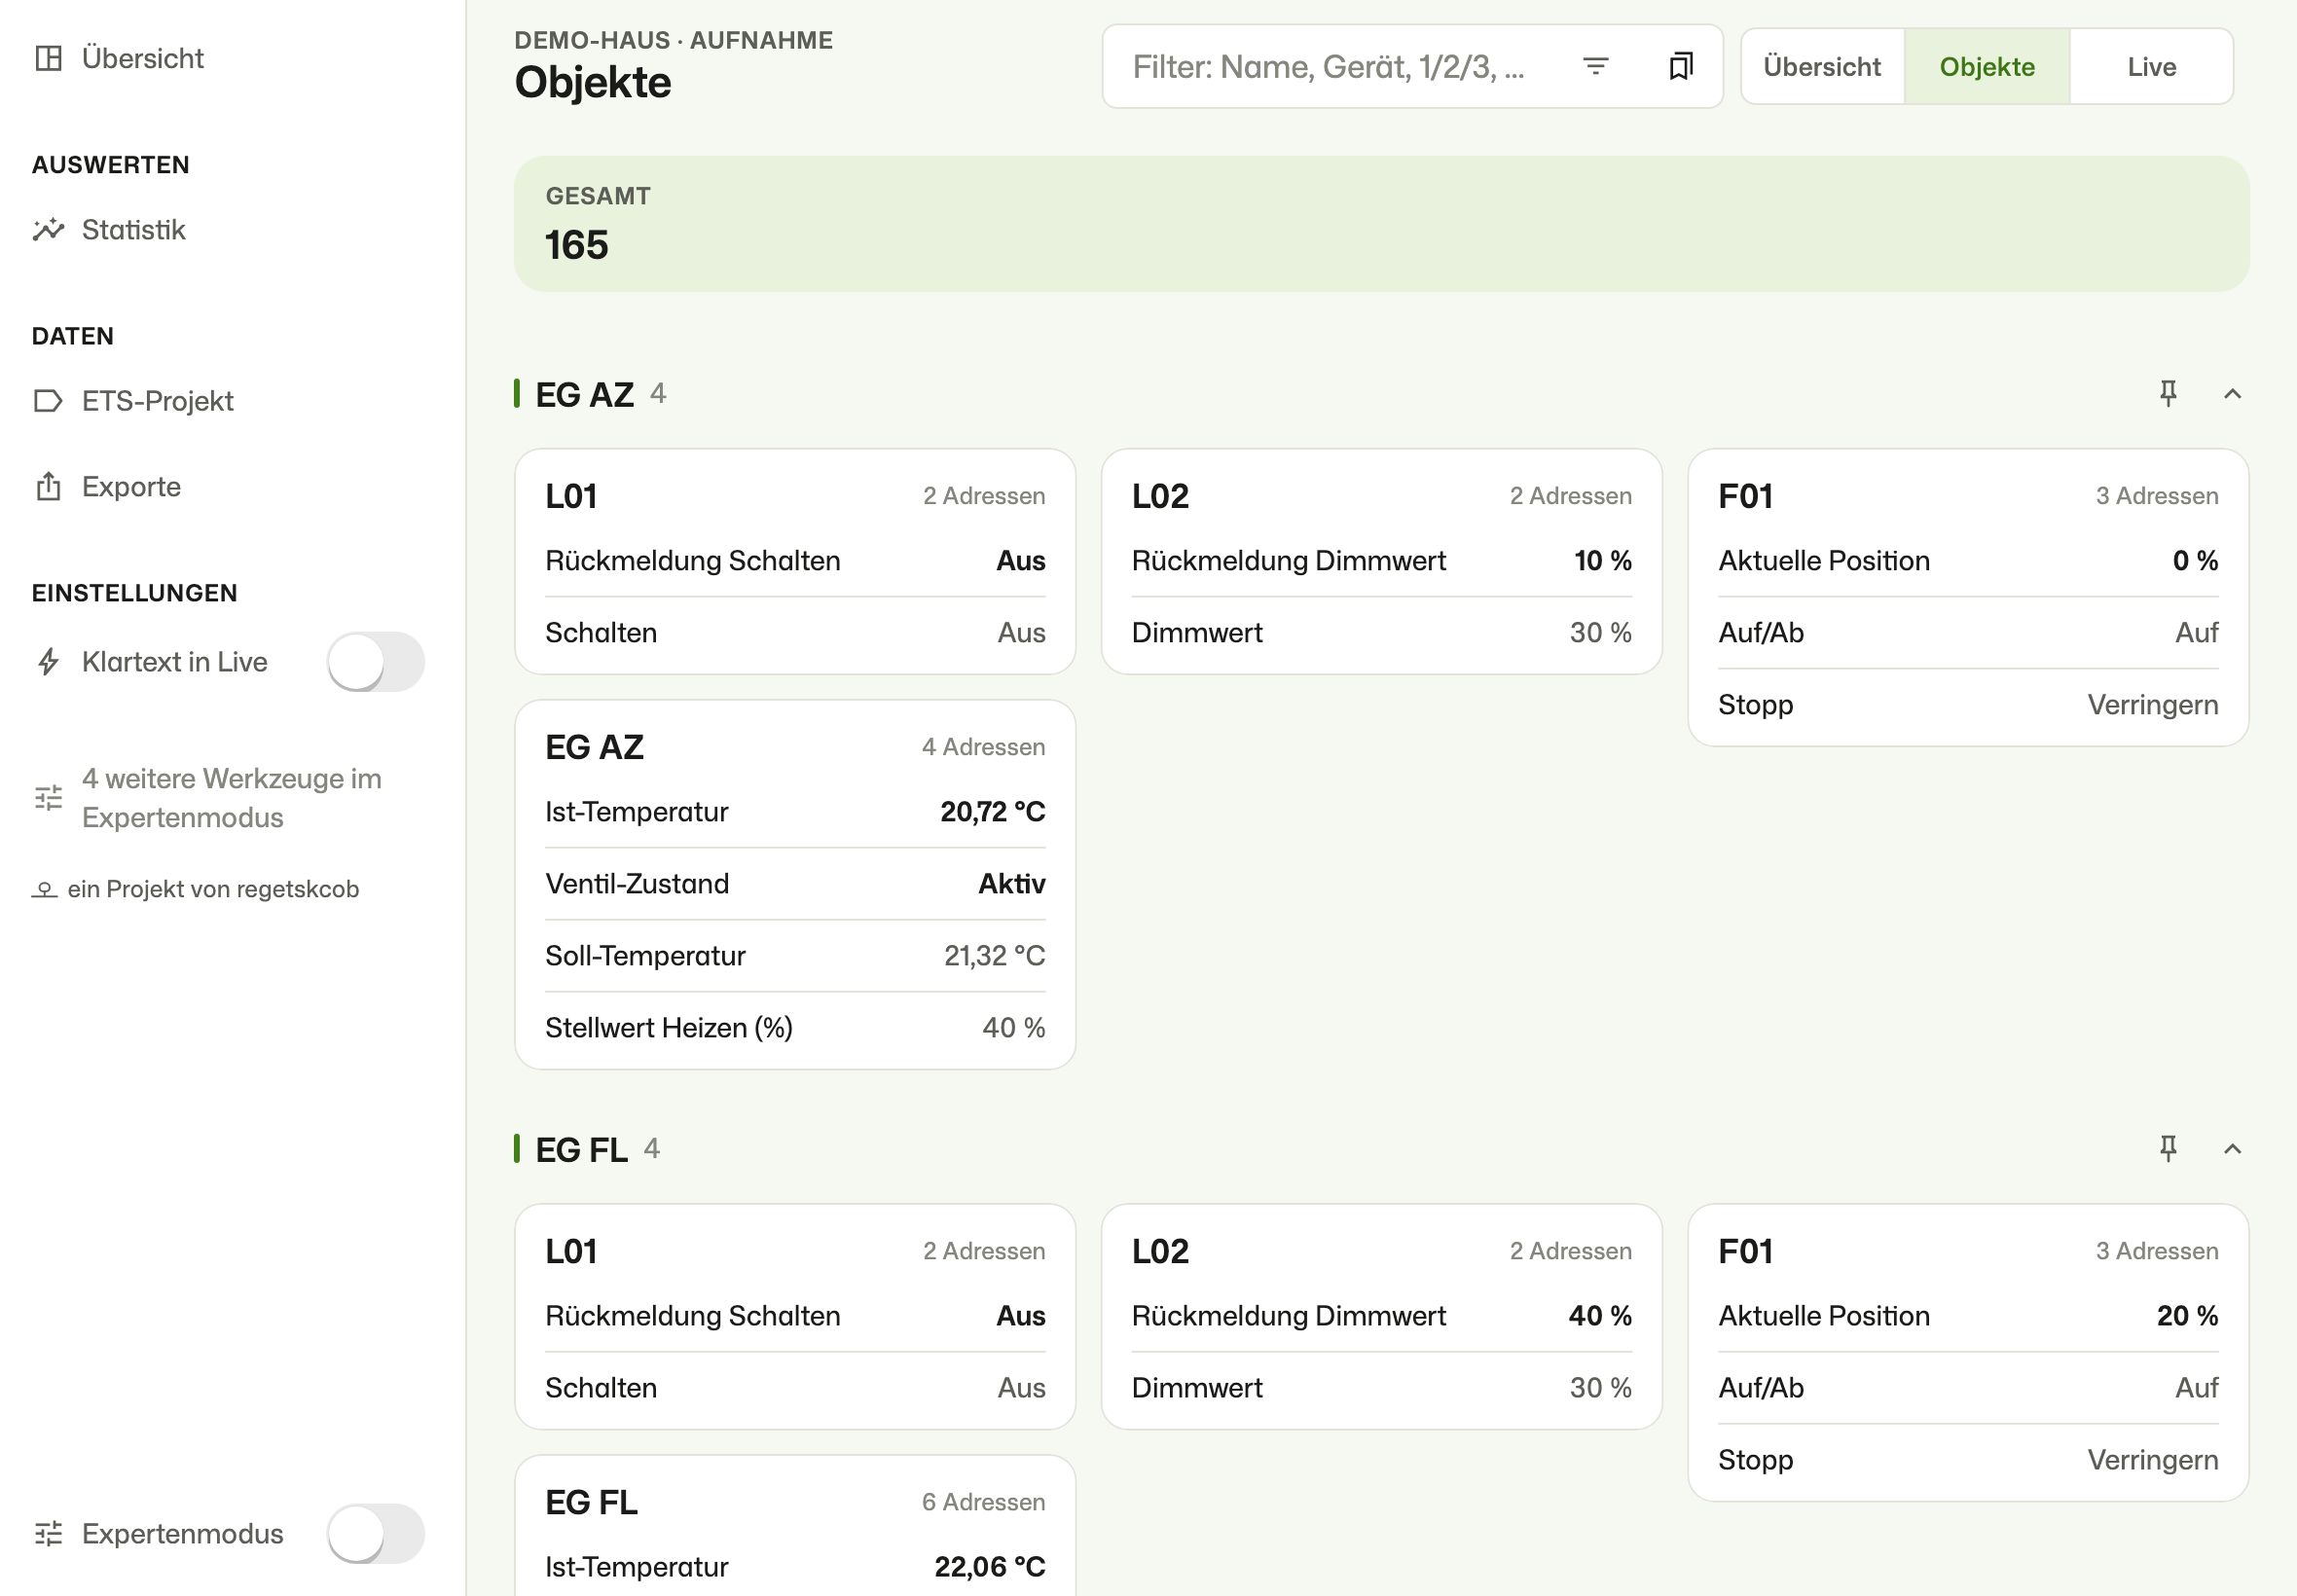 Übersicht
AUSWERTEN
Statistik
DATEN
ETS-Projekt
Exporte
EINSTELLUNGEN
Klartext in Live
4 weitere Werkzeuge im
Expertenmodus
ein Projekt von regetskcob
Expertenmodus
DEMO-HAUS · AUFNAHME
Objekte
Filter: Name, Gerät, 1/2/3, ...
Übersicht
Objekte
Live
GESAMT
165
EG AZ 4
L01 2 Adressen
Rückmeldung Schalten Aus
Schalten Aus
L02 2 Adressen
Rückmeldung Dimmwert 10 %
Dimmwert 30 %
F01 3 Adressen
Aktuelle Position 0 %
Auf/Ab Auf
Stopp Verringern
EG AZ 4 Adressen
Ist-Temperatur 20,72 °C
Ventil-Zustand Aktiv
Soll-Temperatur 21,32 °C
Stellwert Heizen (%) 40 %
EG FL 4
L01 2 Adressen
Rückmeldung Schalten Aus
Schalten Aus
L02 2 Adressen
Rückmeldung Dimmwert 40 %
Dimmwert 30 %
F01 3 Adressen
Aktuelle Position 20 %
Auf/Ab Auf
Stopp Verringern
EG FL 6 Adressen
Ist-Temperatur 22,06 °C